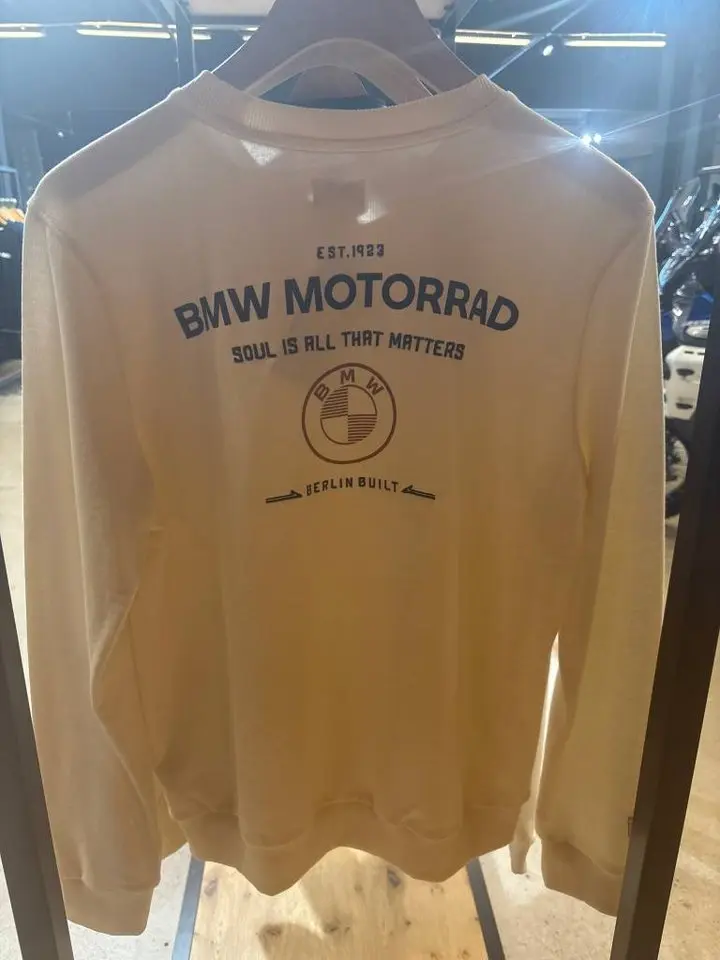 EST.1923
BMW MOTORRAD
SOUL IS ALL THAT MATTERS
BMW
BERLIN BUILT